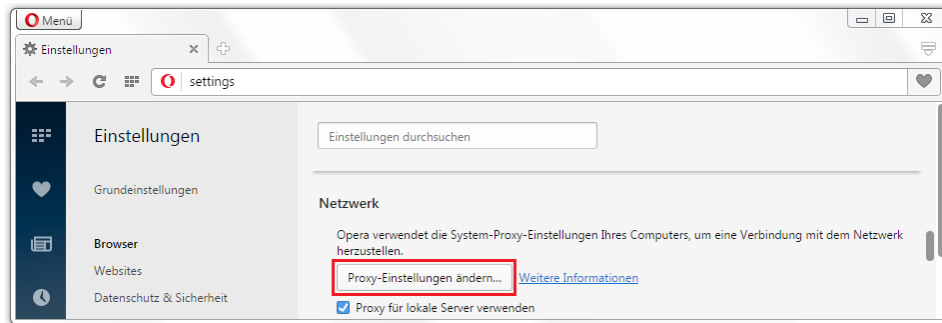 Menü
Einstellungen
settings
Einstellungen
Einstellungen durchsuchen
Grundeinstellungen
Netzwerk
Browser
Opera verwendet die System-Proxy-Einstellungen Ihres Computers, um eine Verbindung mit dem Netzwerk
herzustellen.
Websites
Proxy-Einstellungen ändern... Weitere Informationen
Datenschutz & Sicherheit
Proxy für lokale Server verwenden